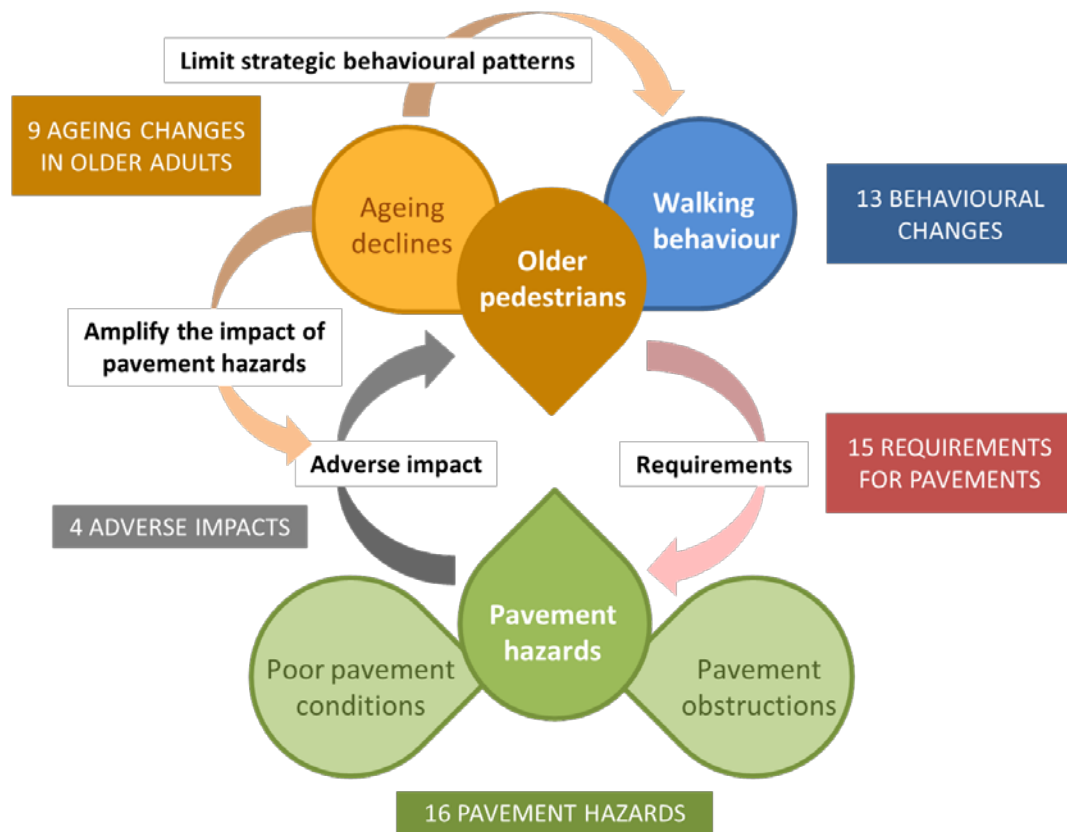 Limit strategic behavioural patterns
9 AGEING CHANGES
IN OLDER ADULTS
Ageing
declines
Walking
behaviour
13 BEHAVIOURAL
CHANGES
Older
pedestrians
Amplify the impact of
pavement hazards
Adverse impact
Requirements
15 REQUIREMENTS
FOR PAVEMENTS
4 ADVERSE IMPACTS
Pavement
hazards
Poor pavement
conditions
Pavement
obstructions
16 PAVEMENT HAZARDS